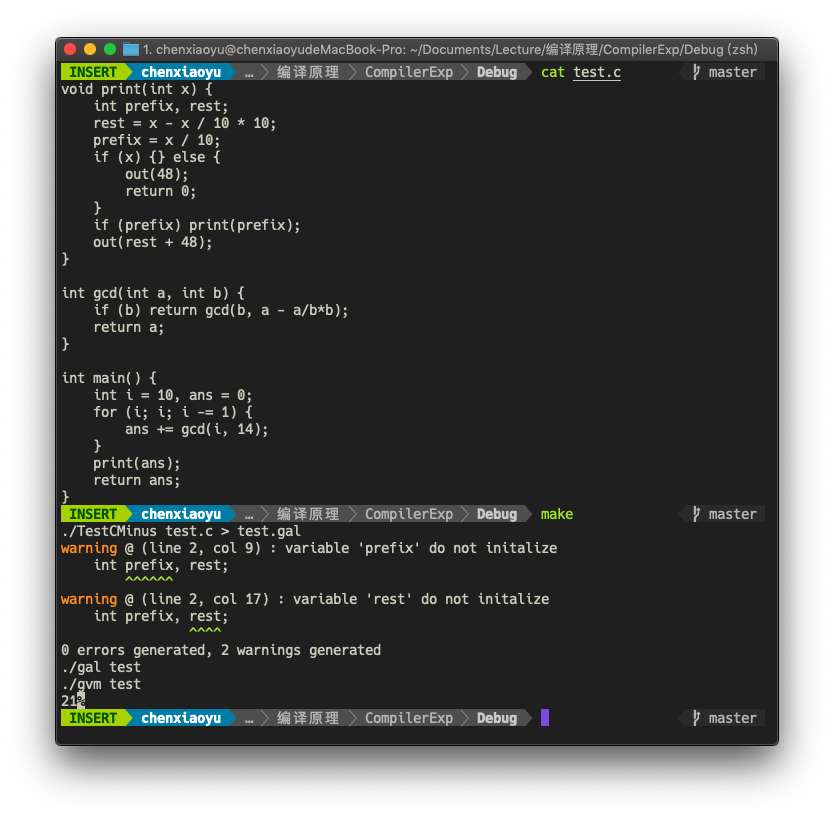 1. chenxiaoyu@chenxiaoyudeMacBook-Pro: ~/Documents/Lecture/编译原理/CompilerExp/Debug (zsh)
INSERT chenxiaoyu … 编译原理 CompilerExp Debug cat test.c master
void print(int x) {
    int prefix, rest;
    rest = x - x / 10 * 10;
    prefix = x / 10;
    if (x) {} else {
        out(48);
        return 0;
    }
    if (prefix) print(prefix);
    out(rest + 48);
}
int gcd(int a, int b) {
    if (b) return gcd(b, a - a/b*b);
    return a;
}
int main() {
    int i = 10, ans = 0;
    for (i; i; i -= 1) {
        ans += gcd(i, 14);
    }
    print(ans);
    return ans;
}
INSERT chenxiaoyu … 编译原理 CompilerExp Debug make master
./TestCMinus test.c > test.gal
warning @ (line 2, col 9) : variable 'prefix' do not initalize
    int prefix, rest;
        ^^^^^^
warning @ (line 2, col 17) : variable 'rest' do not initalize
    int prefix, rest;
                ^^^^
0 errors generated, 2 warnings generated
./gal test
./gvm test
21%
INSERT chenxiaoyu … 编译原理 CompilerExp Debug master